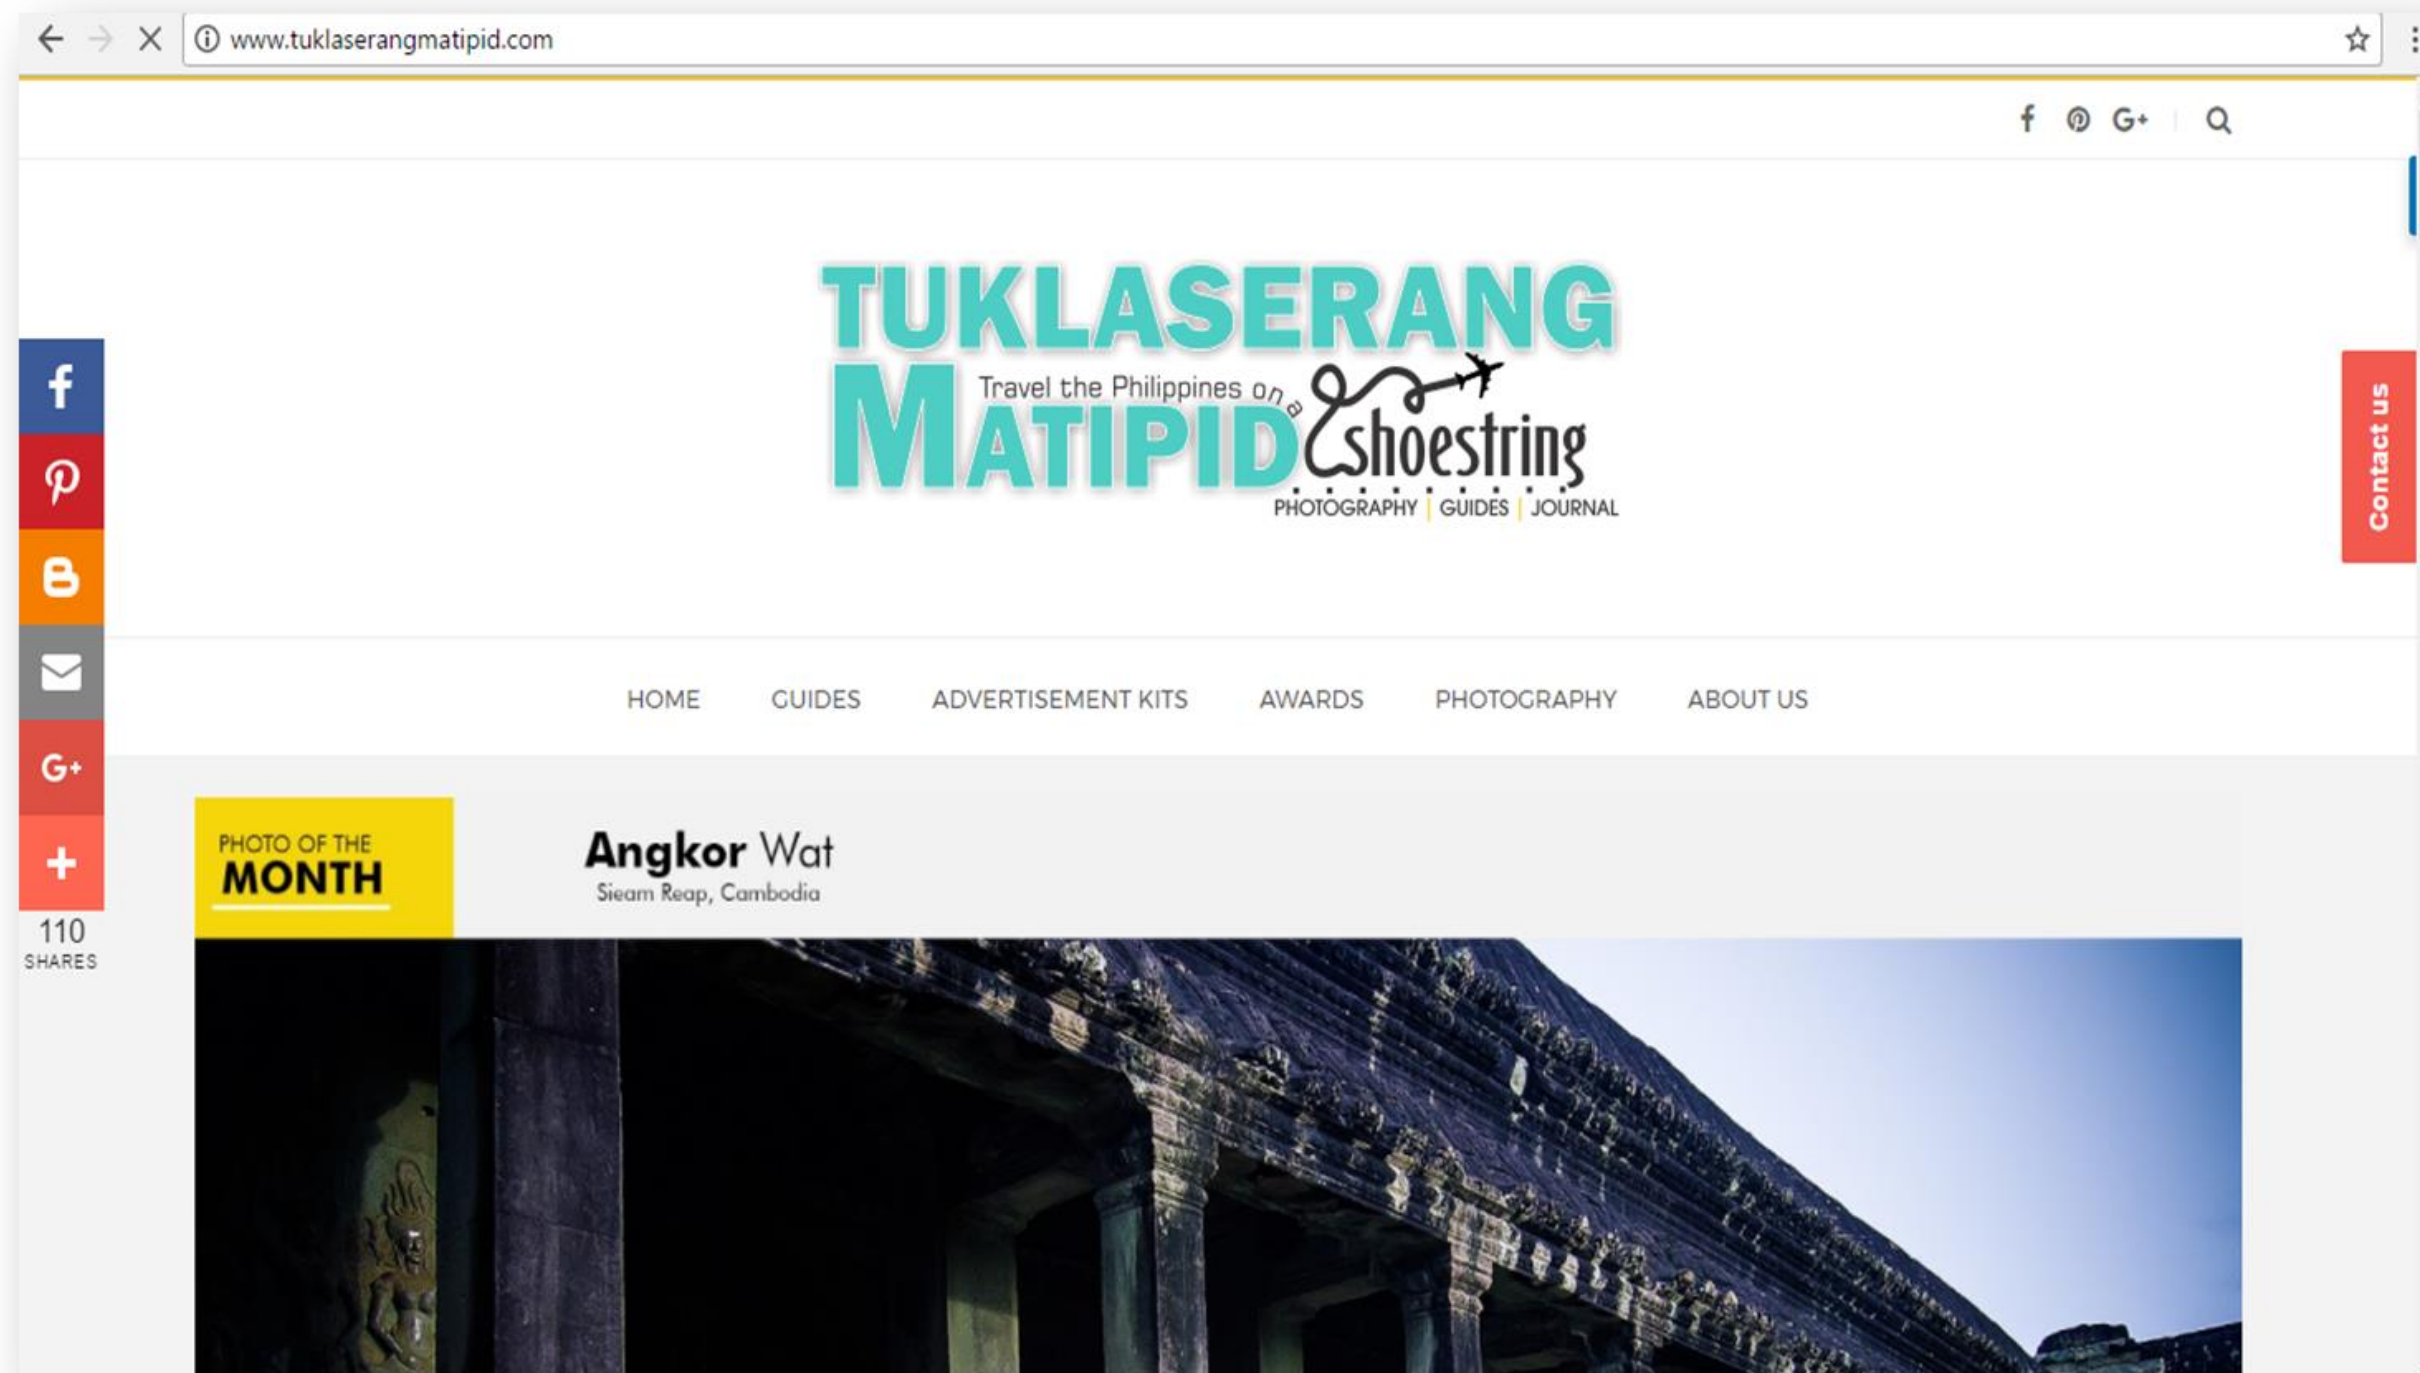 www.tuklaserangmatipid.com
f G+
TUKLASERANG
MATIPID
Travel the Philippines on a
shoestring
PHOTOGRAPHY | GUIDES | JOURNAL
Contact us
HOME GUIDES ADVERTISEMENT KITS AWARDS PHOTOGRAPHY ABOUT US
G+
110
SHARES
PHOTO OF THE
MONTH
Angkor Wat
Sieam Reap, Cambodia